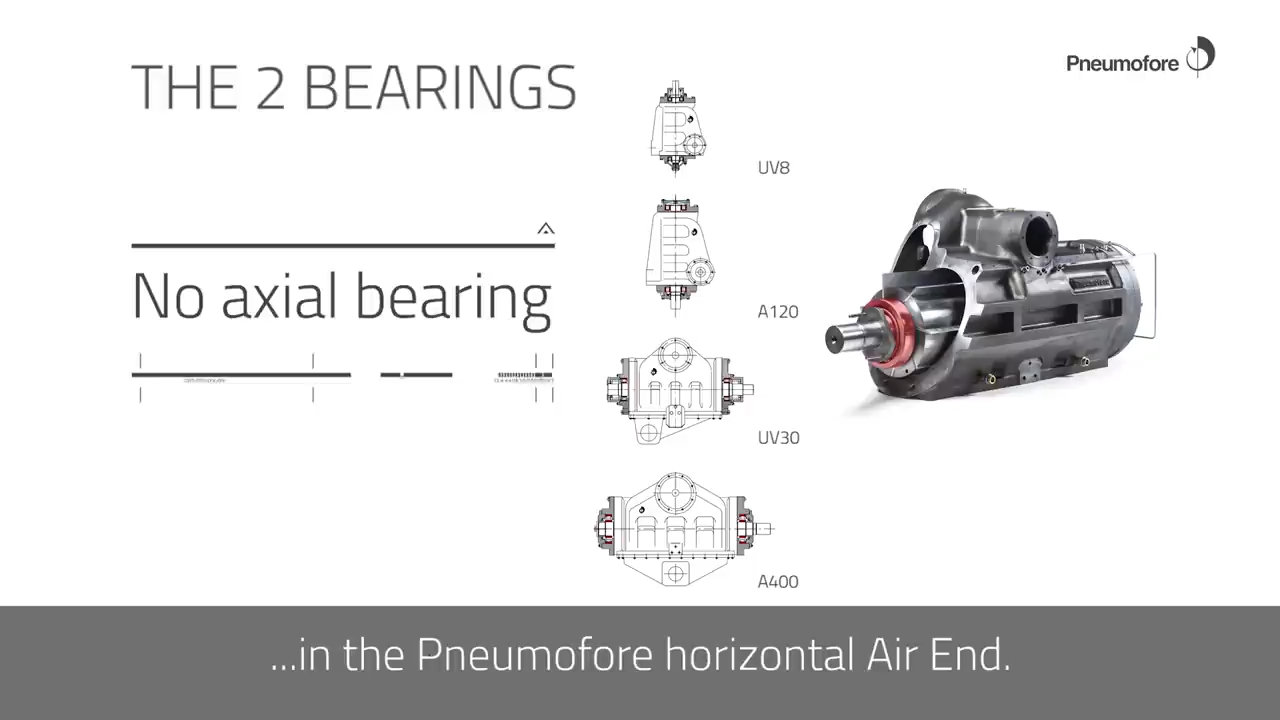 THE 2 BEARINGS
Pneumofore
No axial bearing
UV8
A120
UV30
A400
...in the Pneumofore horizontal Air End.